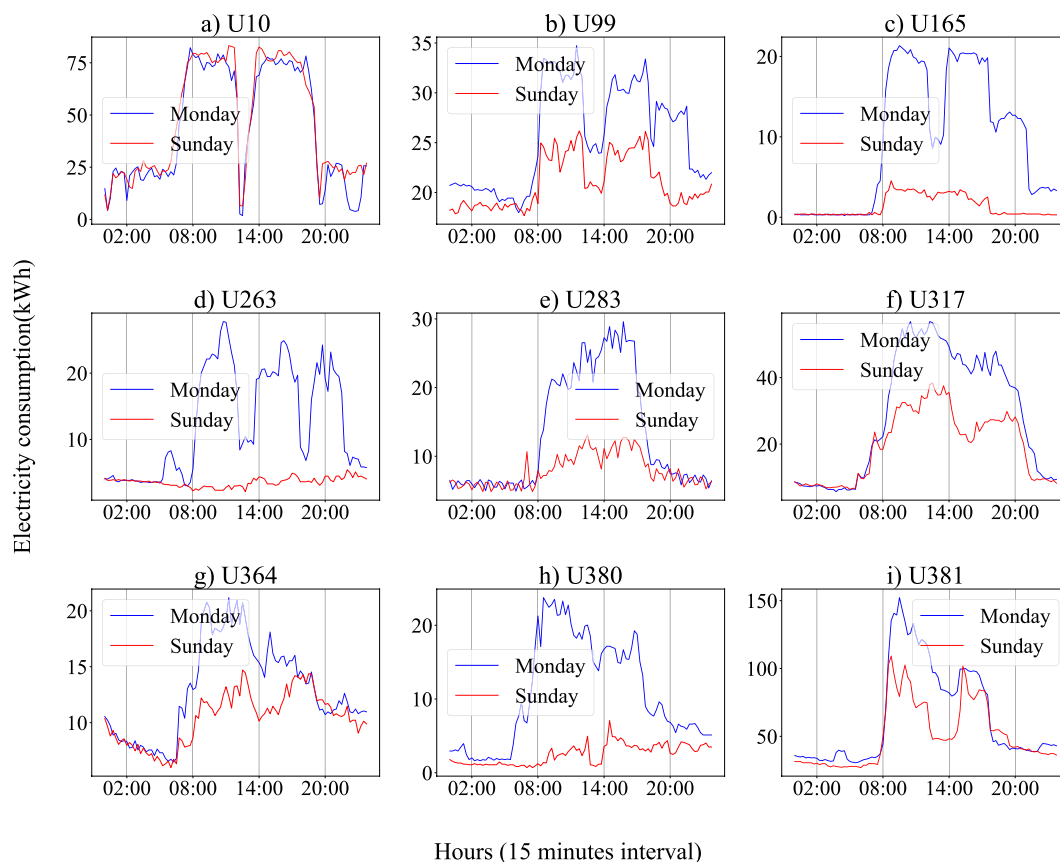 a) U10
75
50
25
0
Monday
Sunday
02:00 08:00 14:00 20:00
b) U99
35
30
25
20
Monday
Sunday
02:00 08:00 14:00 20:00
c) U165
20
10
0
Monday
Sunday
02:00 08:00 14:00 20:00
Electricity consumption(kWh)
d) U263
20
10
Monday
Sunday
02:00 08:00 14:00 20:00
e) U283
30
20
10
Monday
Sunday
02:00 08:00 14:00 20:00
f) U317
40
20
Monday
Sunday
02:00 08:00 14:00 20:00
g) U364
20
15
10
Monday
Sunday
02:00 08:00 14:00 20:00
h) U380
20
10
0
Monday
Sunday
02:00 08:00 14:00 20:00
i) U381
150
100
50
Monday
Sunday
02:00 08:00 14:00 20:00
Hours (15 minutes interval)